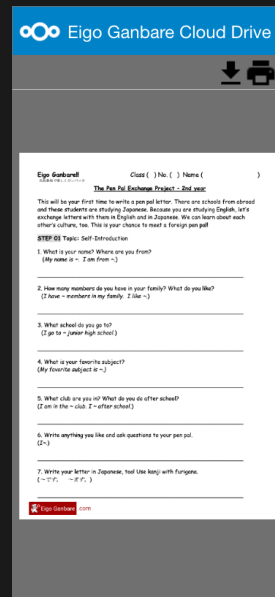 Eigo Ganbare Cloud Drive
Eigo Ganbare!! Class ( ) No. ( ) Name ( )
The Pen Pal Exchange Project - 2nd year
This will be your first time to write a pen pal letter. There are schools from abroad
and these students are studying Japanese. Because you are studying English, let's
exchange letters with them in English and in Japanese. We can learn about each
other's culture, too. This is your chance to meet a foreign pen pal!
STEP 01 Topic: Self-Introduction
1. What is your name? Where are you from?
(My name is ~. I am from ~.)
2. How many members do you have in your family? What do you like?
(I have ~ members in my family. I like ~.)
3. What school do you go to?
(I go to ~ junior high school.)
4. What is your favorite subject?
(My favorite subject is ~.)
5. What club are you in? What do you do after school?
(I am in the ~ club. I ~ after school.)
6. Write anything you like and ask questions to your pen pal.
(I~.)
7. Write your letter in Japanese, too! Use kanji with furigana.
(～です。 ～ます。)
Eigo Ganbare .com